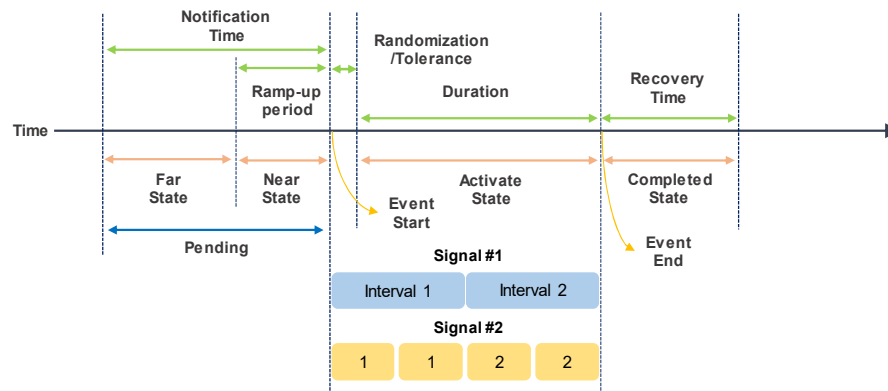 Notification
Time
Randomization
/Tolerance
Ramp-up
period
Duration
Recovery
Time
Time
Far
State
Near
State
Event
Start
Activate
State
Completed
State
Pending
Event
End
Signal #1
Interval 1
Interval 2
Signal #2
1
1
2
2